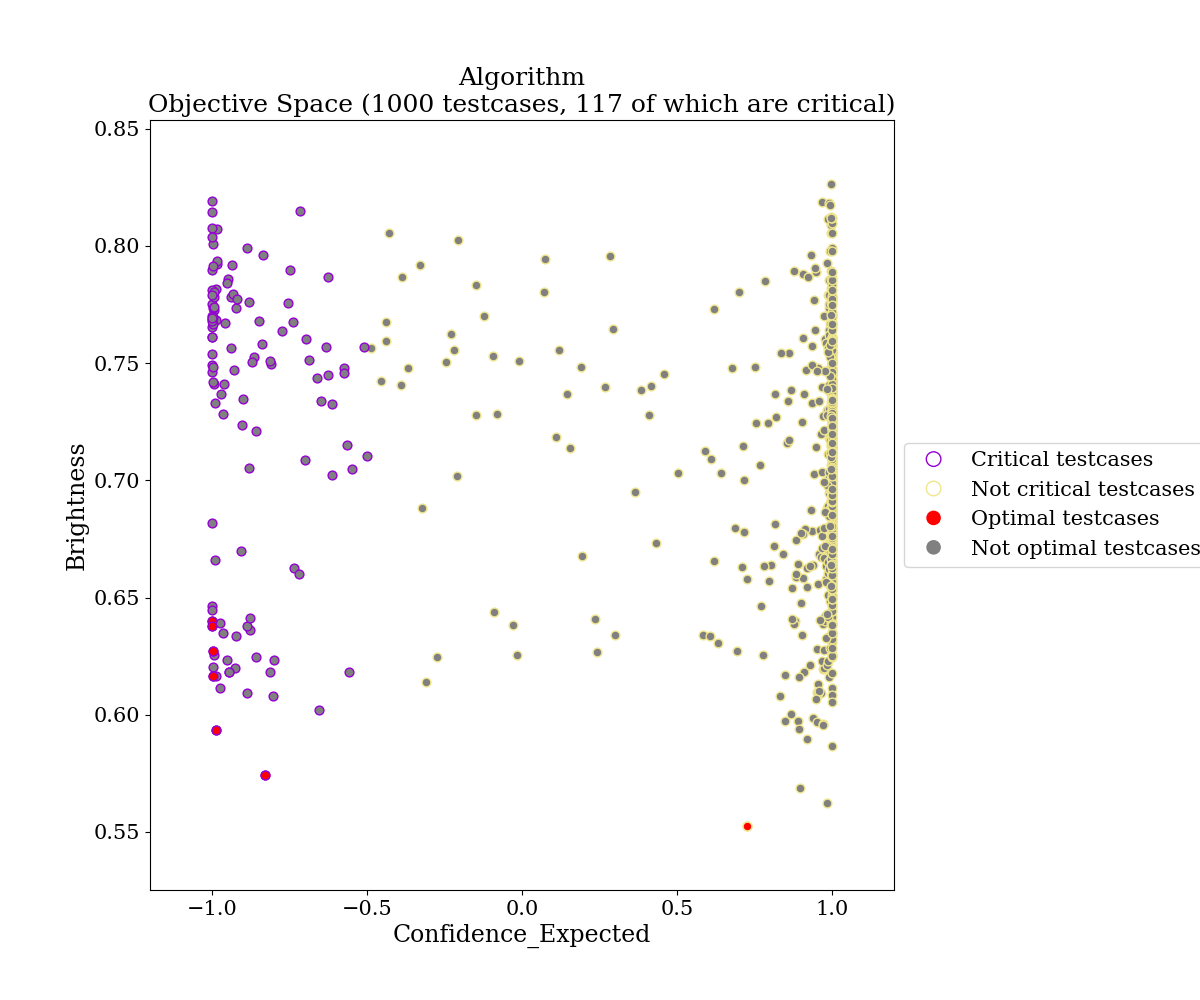 Algorithm
Objective Space (1000 testcases, 117 of which are critical)
0.85
0.80
0.75
0.70
0.65
0.60
0.55
Brightness
−1.0
−0.5
0.0
0.5
1.0
Confidence_Expected
Critical testcases
Not critical testcases
Optimal testcases
Not optimal testcases